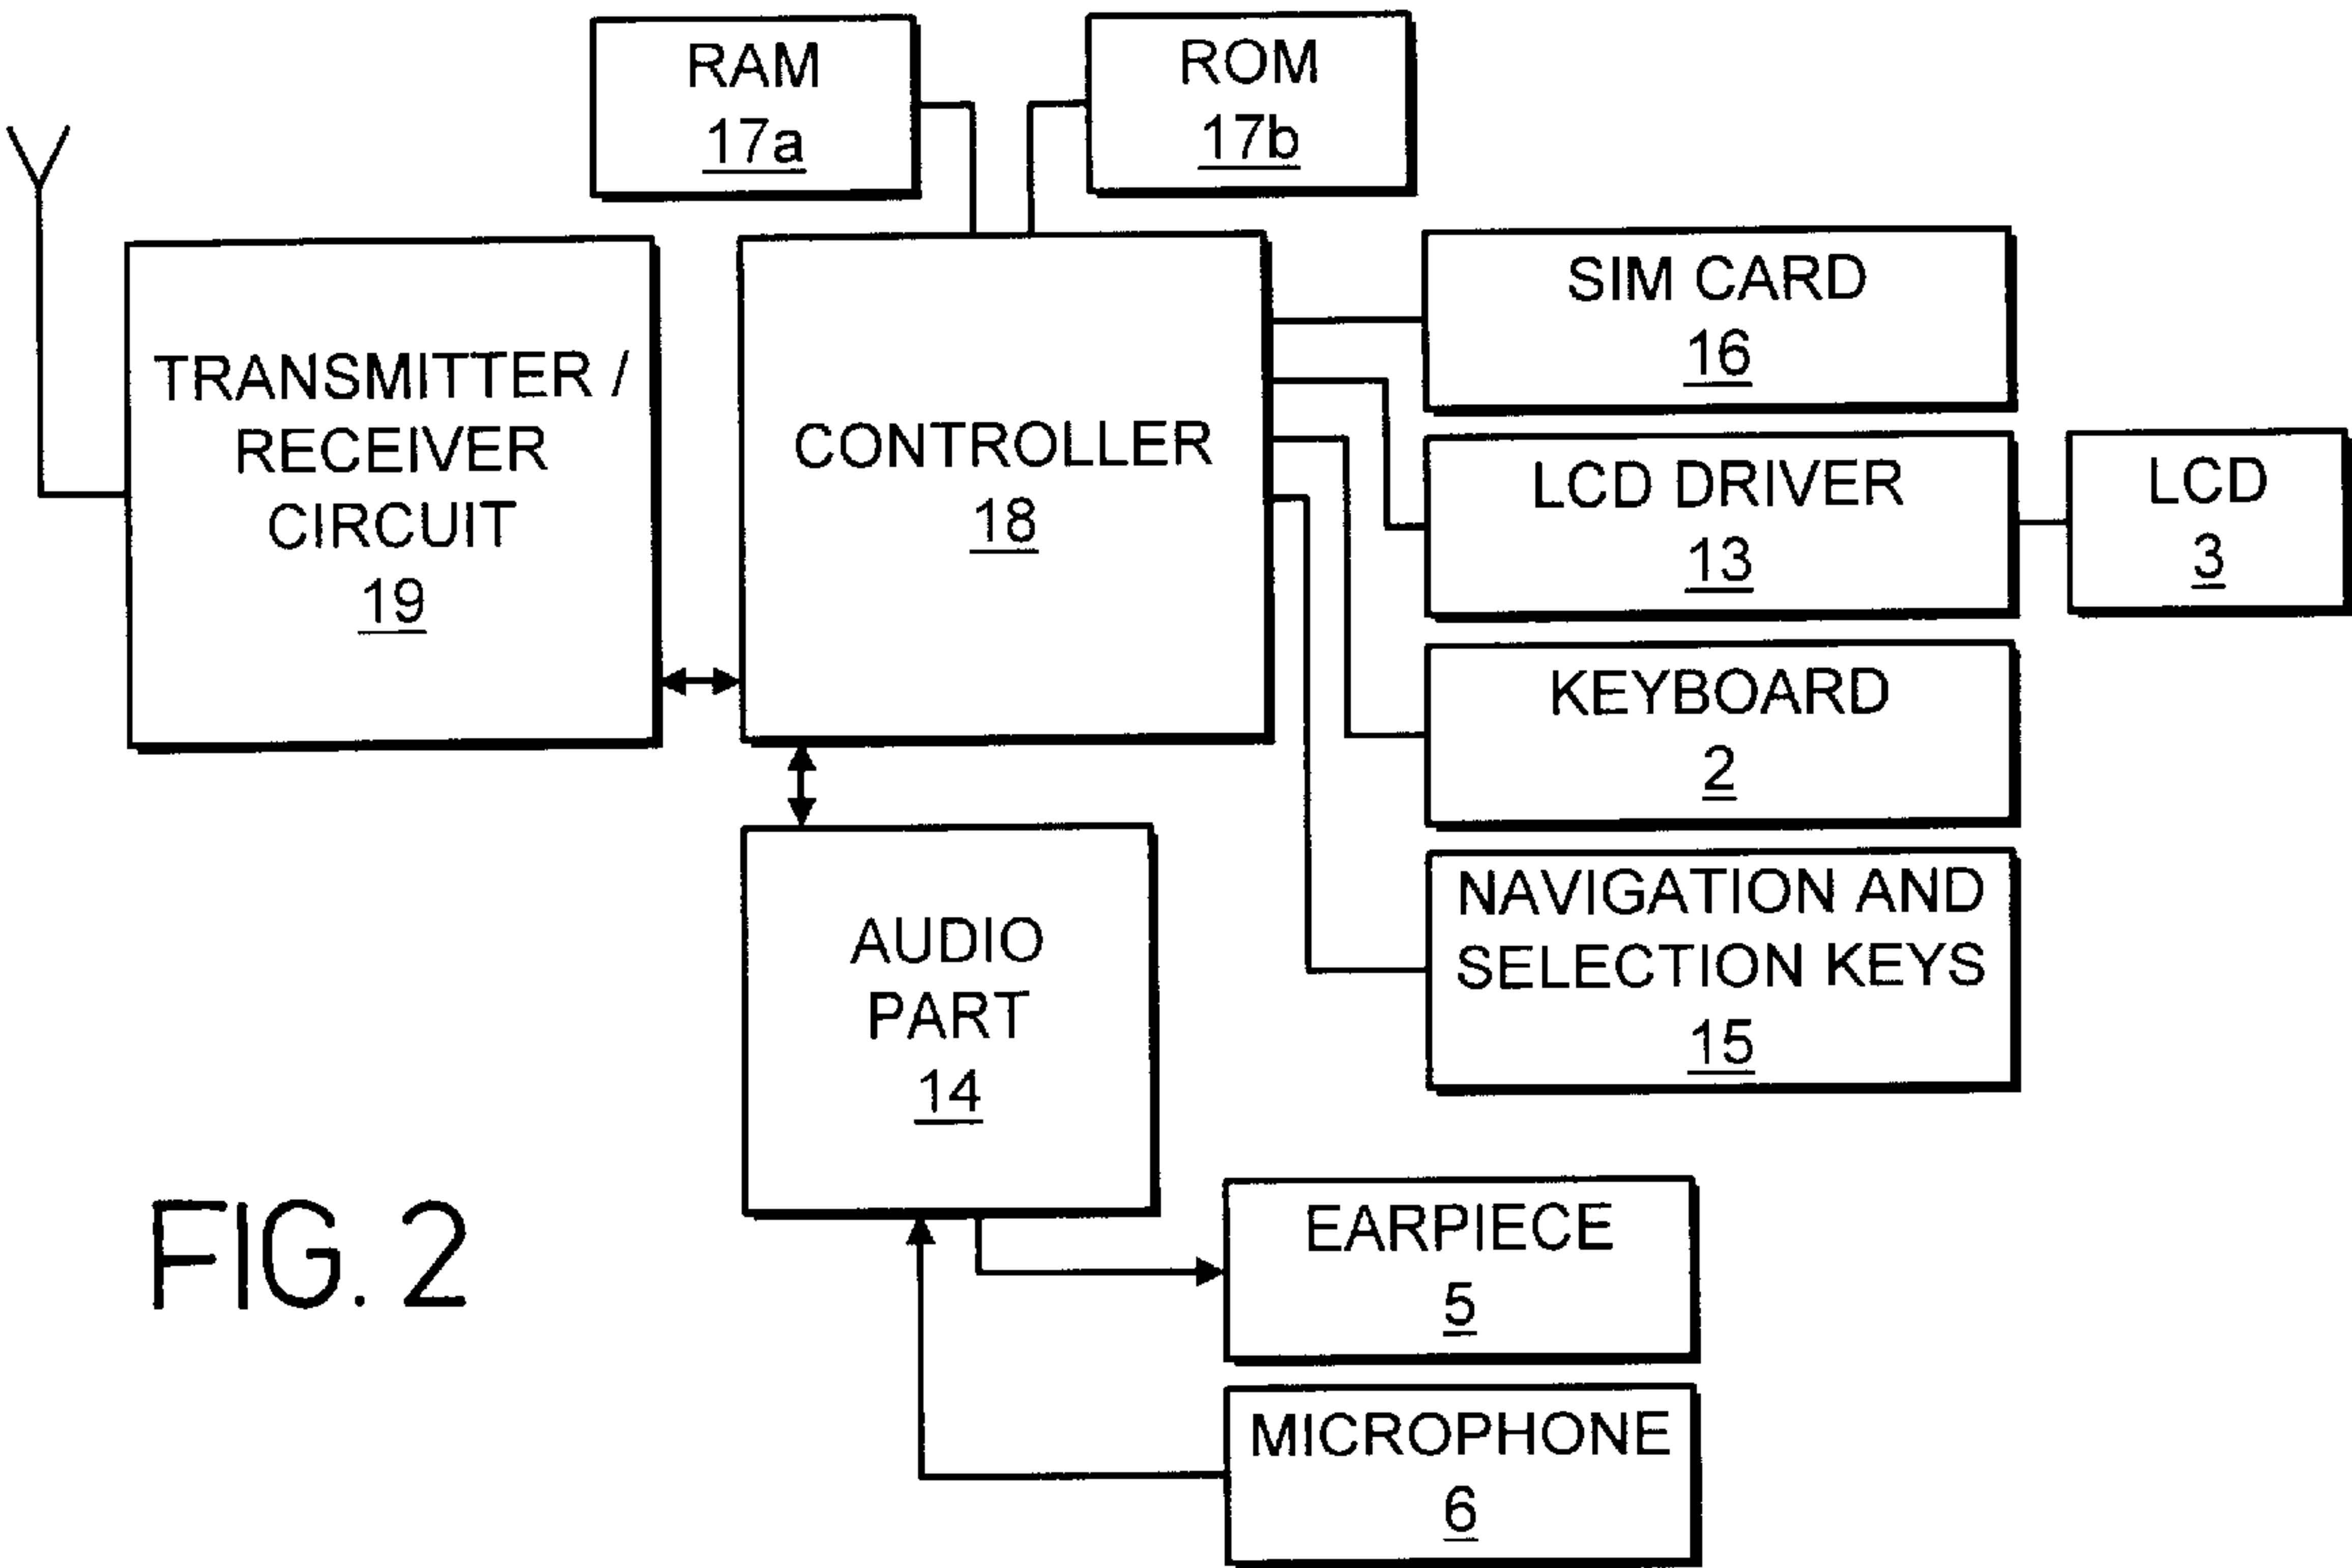 RAM
17a
ROM
17b
TRANSMITTER /
RECEIVER
CIRCUIT
19
CONTROLLER
18
SIM CARD
16
LCD DRIVER
13
LCD
3
KEYBOARD
2
NAVIGATION AND
SELECTION KEYS
15
AUDIO
PART
14
EARPIECE
5
MICROPHONE
6
FIG. 2